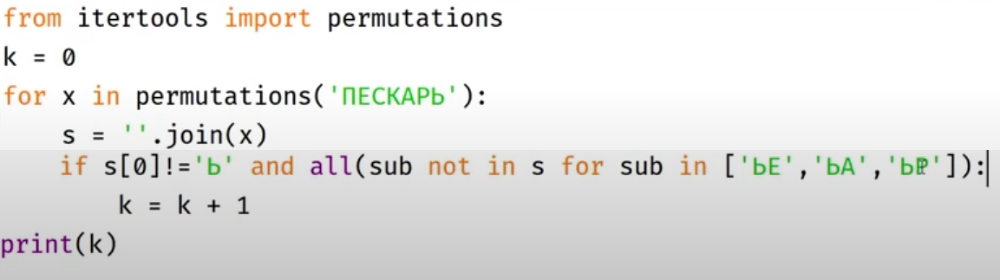 from itertools import permutations
k = 0
for x in permutations('ПЕСКАРЬ'):
    s = ''.join(x)
    if s[0]!='Ь' and all(sub not in s for sub in ['ЬЕ','ЬА','ЬР']):
        k = k + 1
print(k)